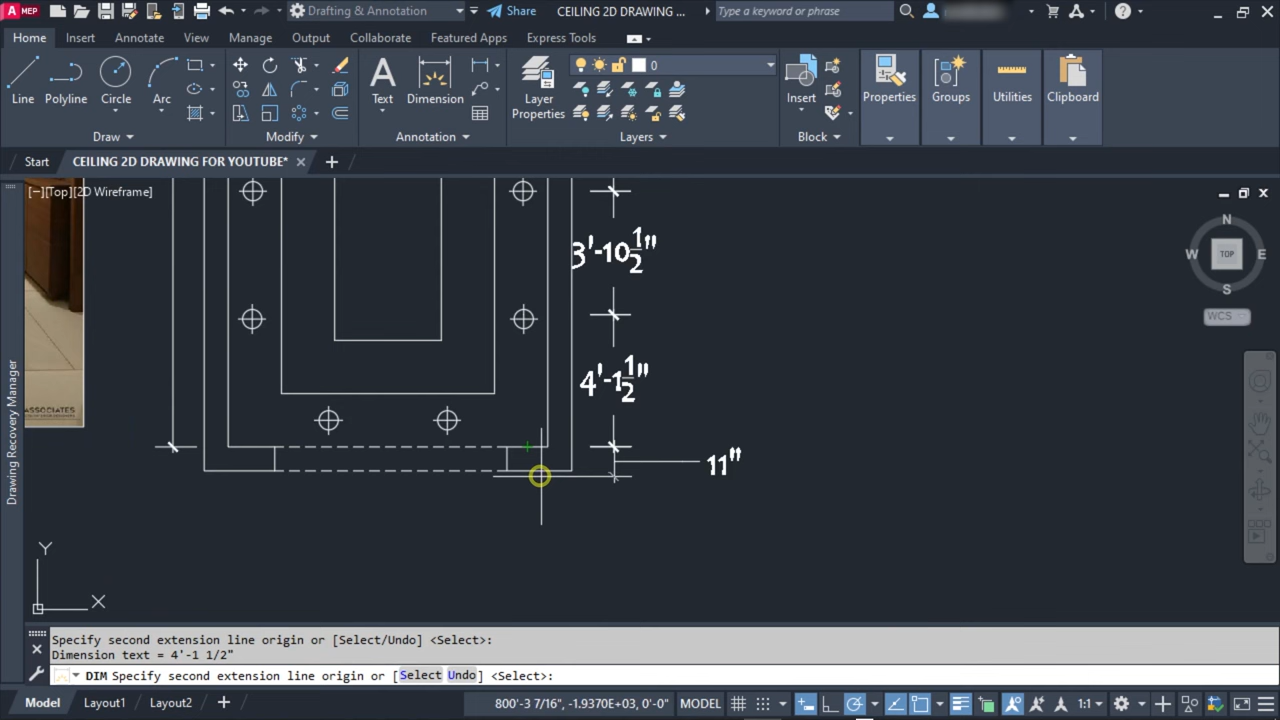 MEP
Drafting & Annotation
Share
CEILING 2D DRAWING ...
Type a keyword or phrase
Home Insert Annotate View Manage Output Collaborate Featured Apps Express Tools
Line Polyline Circle Arc
Text Dimension
Layer Properties
0
Insert
Properties
Groups
Utilities
Clipboard
Draw Modify Annotation Layers Block
Start CEILING 2D DRAWING FOR YOUTUBE*
[−][Top][2D Wireframe]
N
W TOP E
S
WCS
3'-10 1/2"
4'-1 1/2"
11"
ASSOCIATES
Drawing Recovery Manager
Y
X
Specify second extension line origin or [Select/Undo] <Select>:
Dimension text = 4'-1 1/2"
DIM Specify second extension line origin or [Select Undo] <Select>:
Model Layout1 Layout2
800'-3 7/16", -1.9370E+03, 0'-0" MODEL 1:1